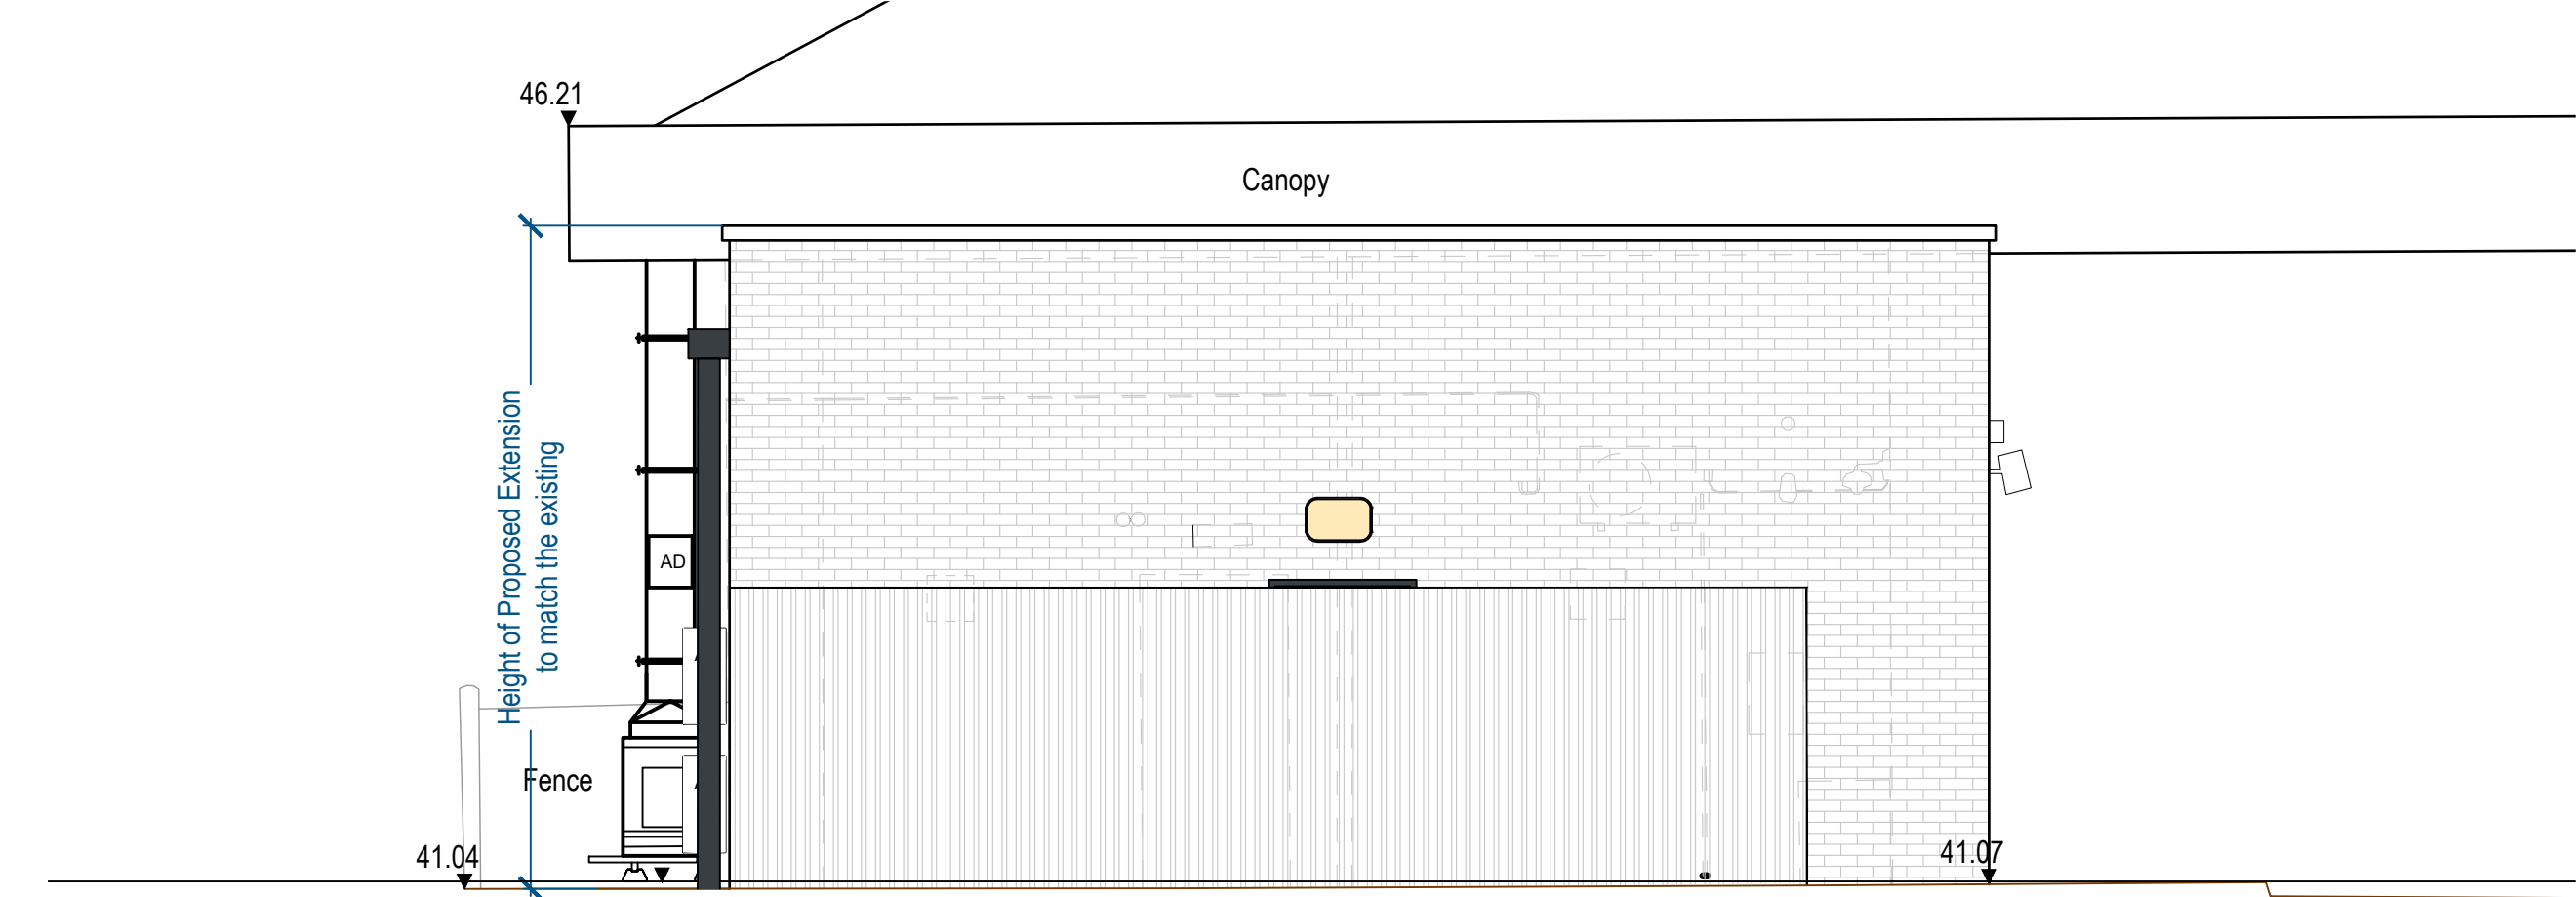 46.21
Canopy
Height of Proposed Extension
to match the existing
AD
Fence
41.04
41.07